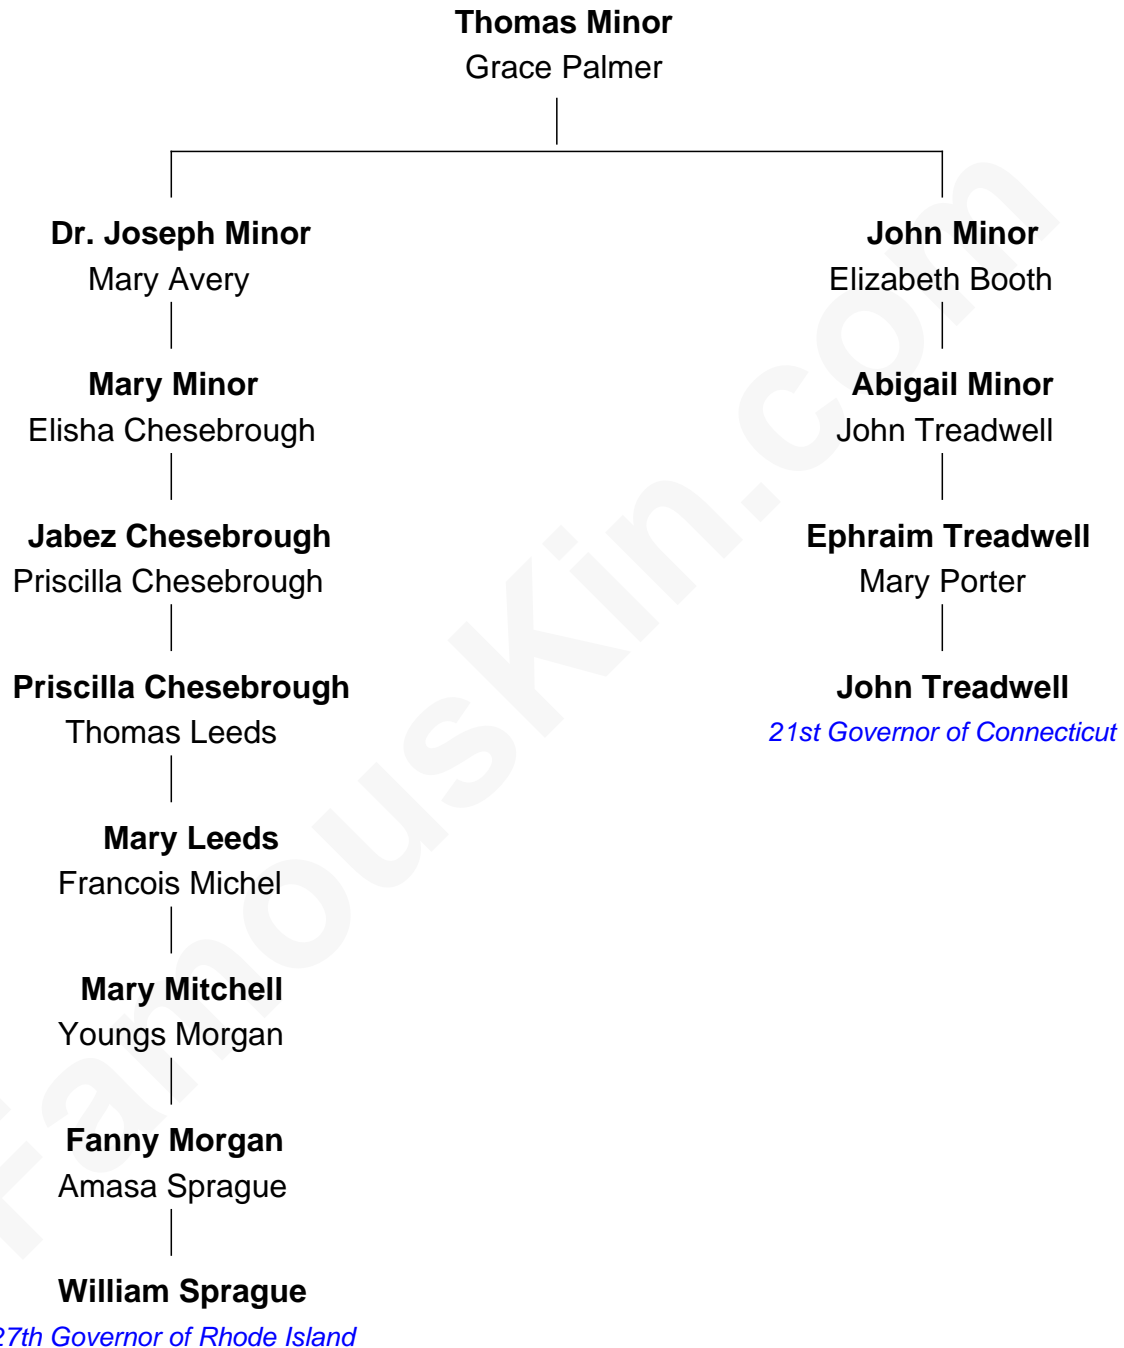 Thomas Minor
Grace Palmer
Dr. Joseph Minor
Mary Avery
John Minor
Elizabeth Booth
Mary Minor
Elisha Chesebrough
Abigail Minor
John Treadwell
Jabez Chesebrough
Priscilla Chesebrough
Ephraim Treadwell
Mary Porter
Priscilla Chesebrough
Thomas Leeds
John Treadwell
21st Governor of Connecticut
Mary Leeds
Francois Michel
Mary Mitchell
Youngs Morgan
Fanny Morgan
Amasa Sprague
William Sprague
27th Governor of Rhode Island
FamousKin.com